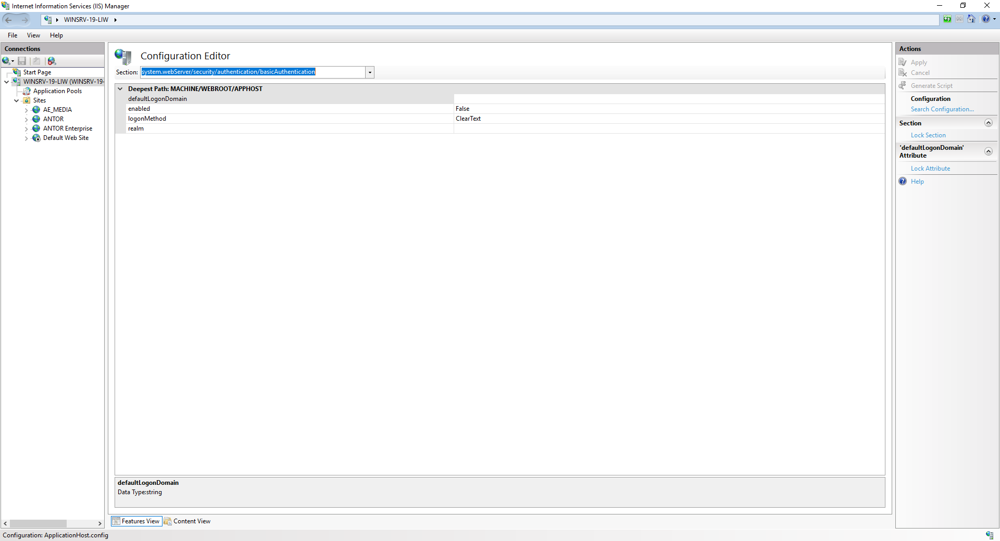 Internet Information Services (IIS) Manager
WINSRV-19-LIW
File View Help
Connections
Start Page
WINSRV-19-LIW (WINSRV-19-
Application Pools
Sites
AE_MEDIA
ANTOR
ANTOR Enterprise
Default Web Site
Configuration Editor
Section: system.webServer/security/authentication/basicAuthentication
Deepest Path: MACHINE/WEBROOT/APPHOST
defaultLogonDomain
enabled False
logonMethod ClearText
realm
defaultLogonDomain
Data Type:string
Features View Content View
Actions
Apply
Cancel
Generate Script
Configuration
Search Configuration...
Section
Lock Section
'defaultLogonDomain'
Attribute
Lock Attribute
Help
Configuration: ApplicationHost.config